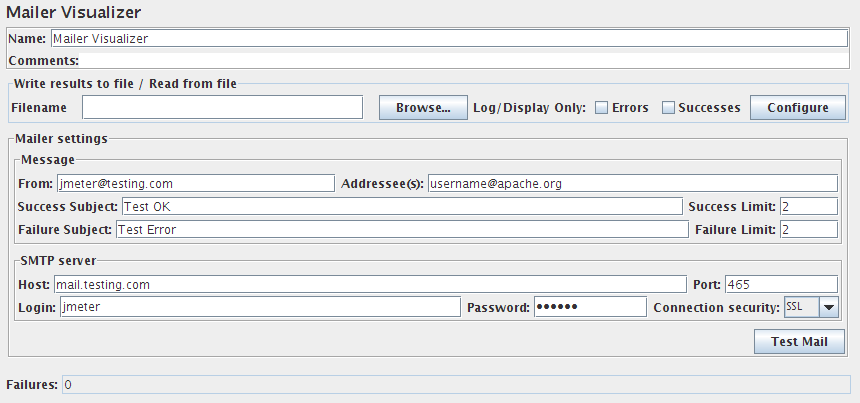 Mailer Visualizer
Name: Mailer Visualizer
Comments:
Write results to file / Read from file
Filename Browse... Log/Display Only: Errors Successes Configure
Mailer settings
Message
From: jmeter@testing.com Addressee(s): username@apache.org
Success Subject: Test OK Success Limit: 2
Failure Subject: Test Error Failure Limit: 2
SMTP server
Host: mail.testing.com Port: 465
Login: jmeter Password: •••••• Connection security: SSL
Test Mail
Failures: 0